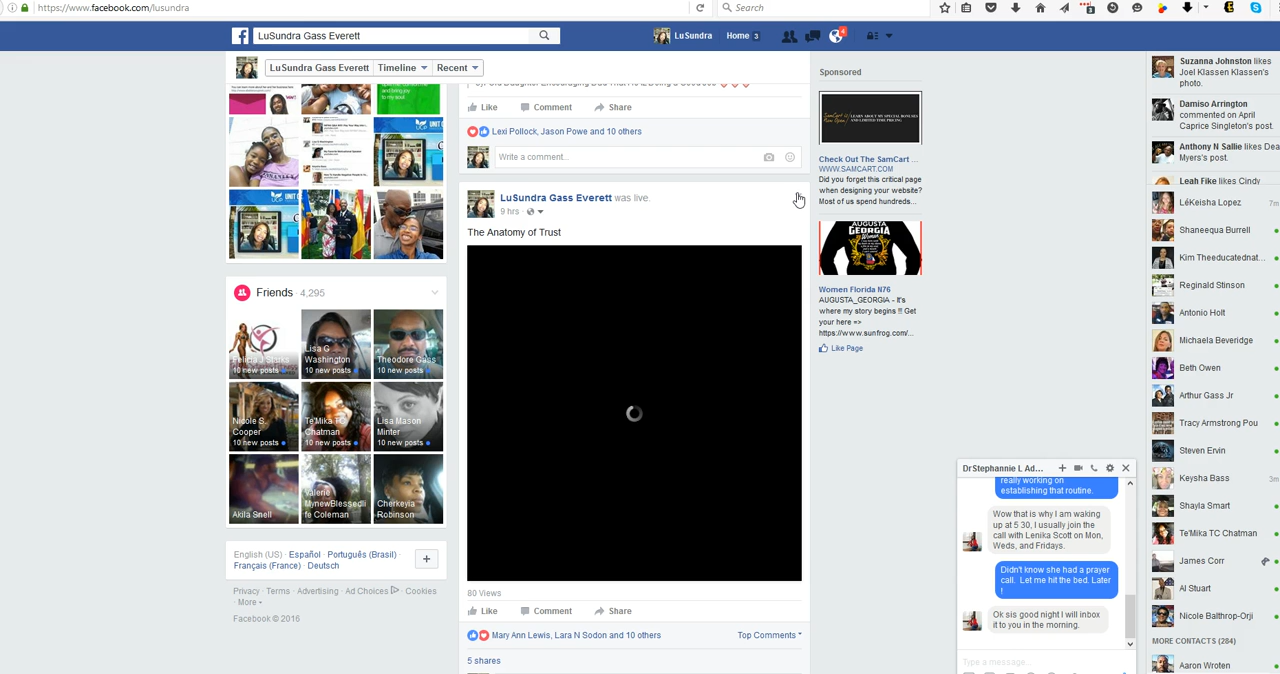 https://www.facebook.com/lusundra
Search
LuSundra Gass Everett
LuSundra
Home 3
4
LuSundra Gass Everett
Timeline
Recent
Like
Comment
Share
Lexi Pollock, Jason Powe and 10 others
Write a comment...
LuSundra Gass Everett was live.
9 hrs ·
The Anatomy of Trust
80 Views
Like
Comment
Share
Mary Ann Lewis, Lara N Sodon and 10 others
Top Comments
5 shares
Friends · 4,295
Lisa G
Washington
10 new posts
Theodore Gass
10 new posts
10 new posts
Nicole S.
Cooper
10 new posts
Te'Mika TC
Chatman
10 new posts
Lisa Mason
Minter
10 new posts
Akila Snell
Valerie
MynewBlessedli
fe Coleman
Cherkeyia
Robinson
English (US) · Español · Português (Brasil) ·
Français (France) · Deutsch
Privacy · Terms · Advertising · Ad Choices · Cookies
· More
Facebook © 2016
Sponsored
Check Out The SamCart ...
WWW.SAMCART.COM
Did you forget this critical page
when designing your website?
Most of us spend hundreds...
AUGUSTA
GEORGIA
Women Florida N76
AUGUSTA_GEORGIA - It's
where my story begins !! Get
your here =>
https://www.sunfrog.com/...
Like Page
Suzanna Johnston likes
Joel Klassen Klassen's
photo.
Damiso Arrington
commented on April
Caprice Singleton's post.
Anthony N Sallie likes Dea
Myers's post.
Leah Fike likes Cindy
LéKeisha Lopez 7m
Shaneequa Burrell
Kim Theeducatednat...
Reginald Stinson
Antonio Holt
Michaela Beveridge
Beth Owen
Arthur Gass Jr
Tracy Armstrong Pou
Steven Ervin
Keysha Bass 3m
Shayla Smart
Te'Mika TC Chatman
James Corr
Al Stuart
Nicole Balthrop-Orji
MORE CONTACTS (284)
Aaron Wroten
DrStephannie L Ad...
really working on
establishing that routine.
Wow that is why I am waking
up at 5 30, I usually join the
call with Lenika Scott on Mon,
Weds, and Fridays.
Didn't know she had a prayer
call. Let me hit the bed. Later
!
Ok sis good night I will inbox
it to you in the morning.
Type a message...